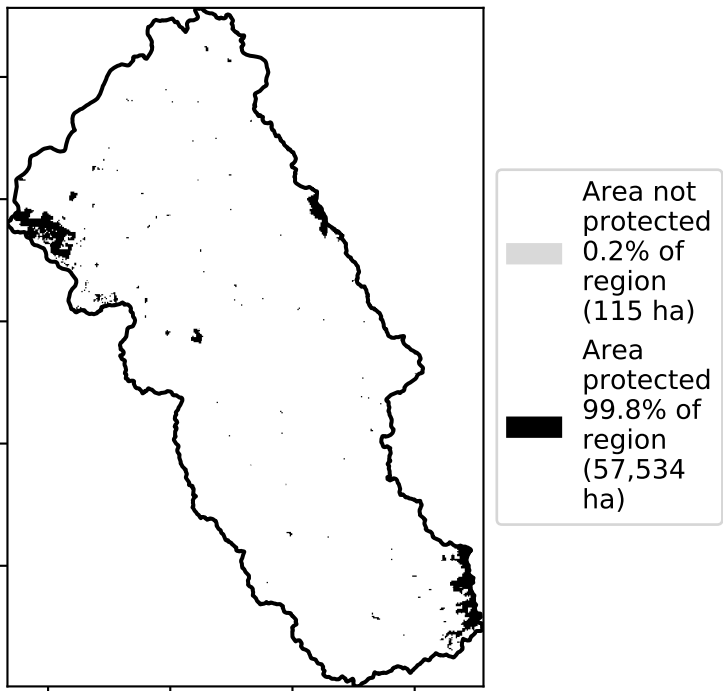 Area not
protected
0.2% of
region
(115 ha)
Area
protected
99.8% of
region
(57,534
ha)